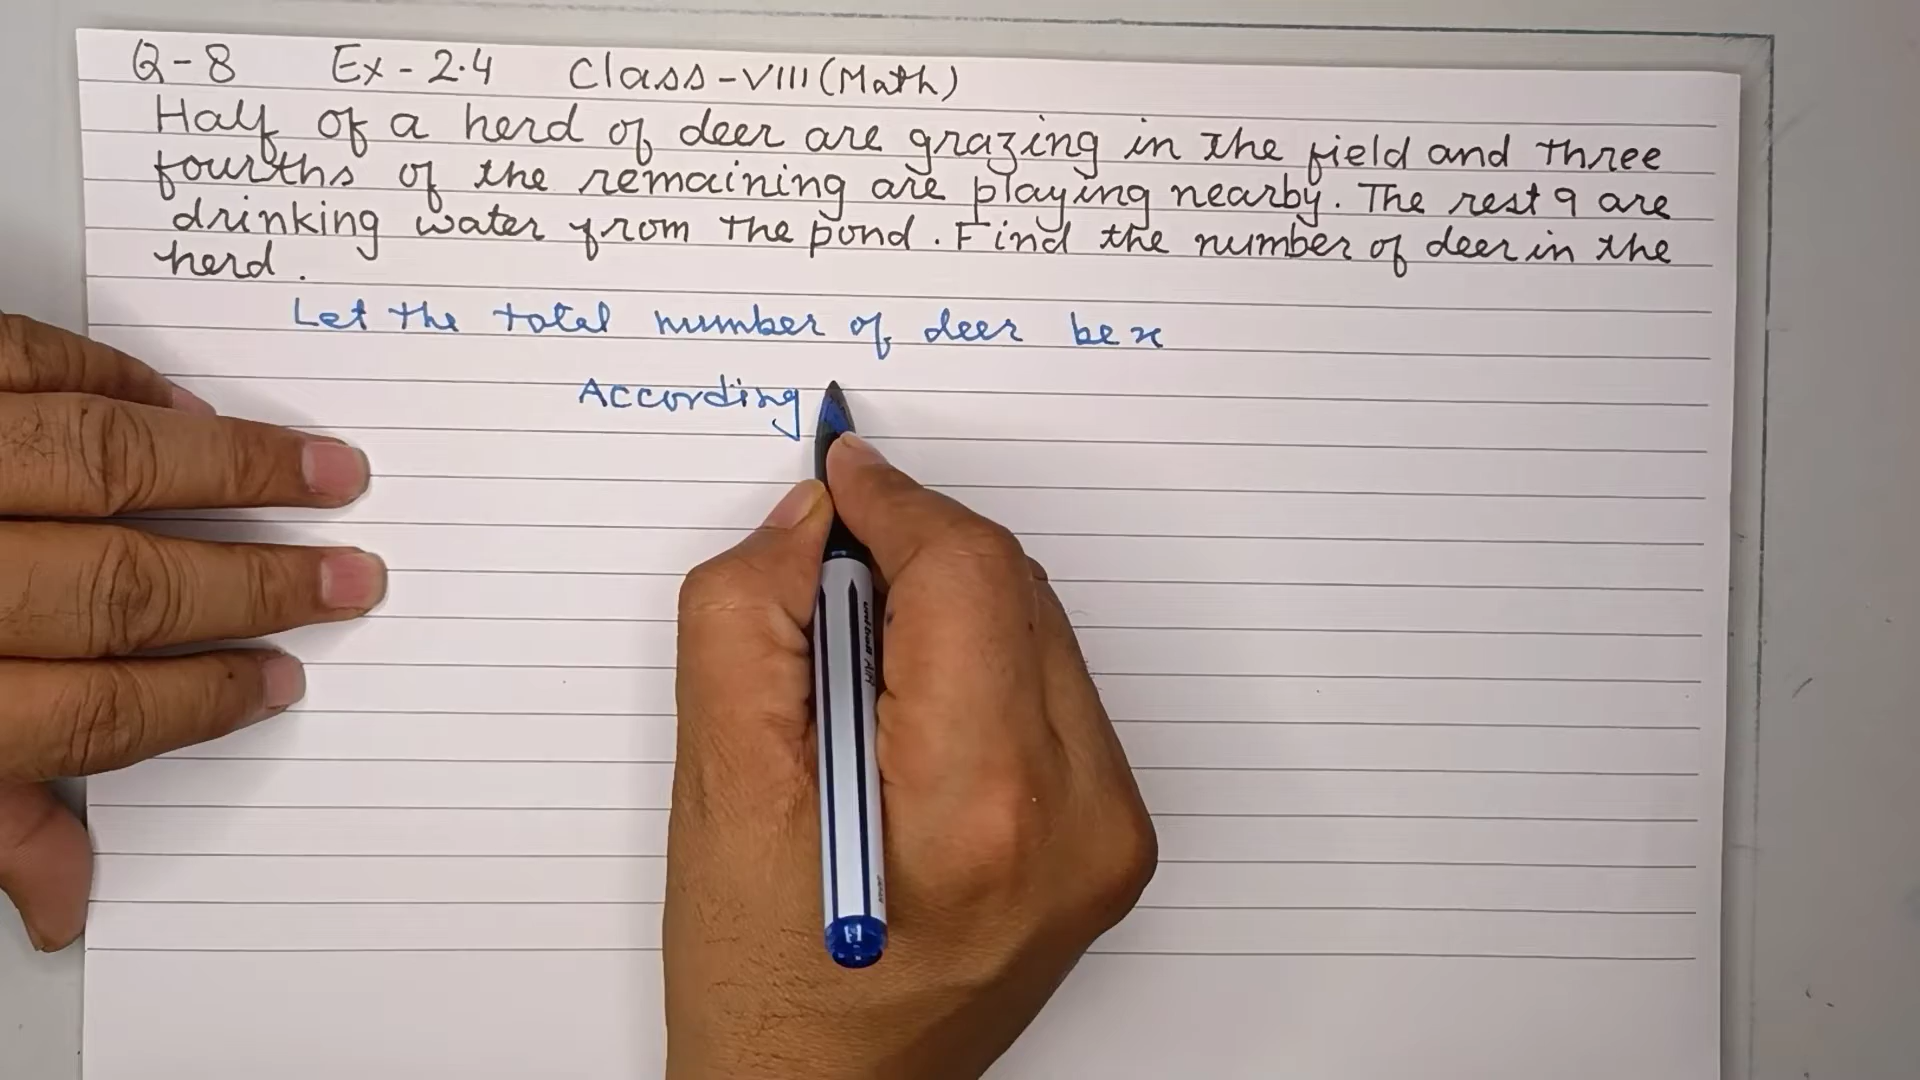 Q-8 Ex-2.4 Class-VIII (Math)
Half of a herd of deer are grazing in the field and three
fourths of the remaining are playing nearby. The rest 9 are
drinking water from the pond. Find the number of deer in the
herd.
Let the total number of deer be x
According